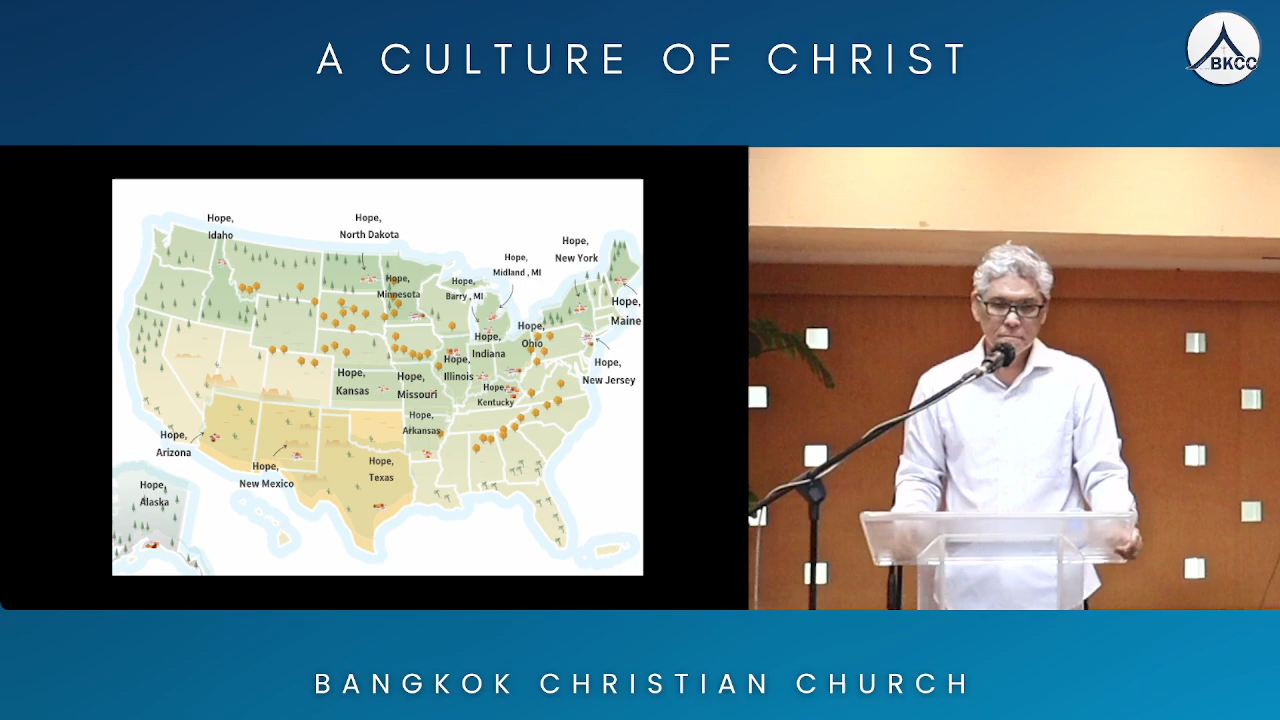 A CULTURE OF CHRIST
BKCC
Hope,
Idaho
Hope,
North Dakota
Hope,
New York
Hope,
Midland , MI
Hope,
Minnesota
Hope,
Barry , MI
Hope,
Maine
Hope,
Ohio
Hope,
Indiana
Hope,
Illinois
Hope,
New Jersey
Hope,
Kansas
Hope,
Missouri
Hope,
Kentucky
Hope,
Arkansas
Hope,
Arizona
Hope,
New Mexico
Hope,
Texas
Hope,
Alaska
BANGKOK CHRISTIAN CHURCH